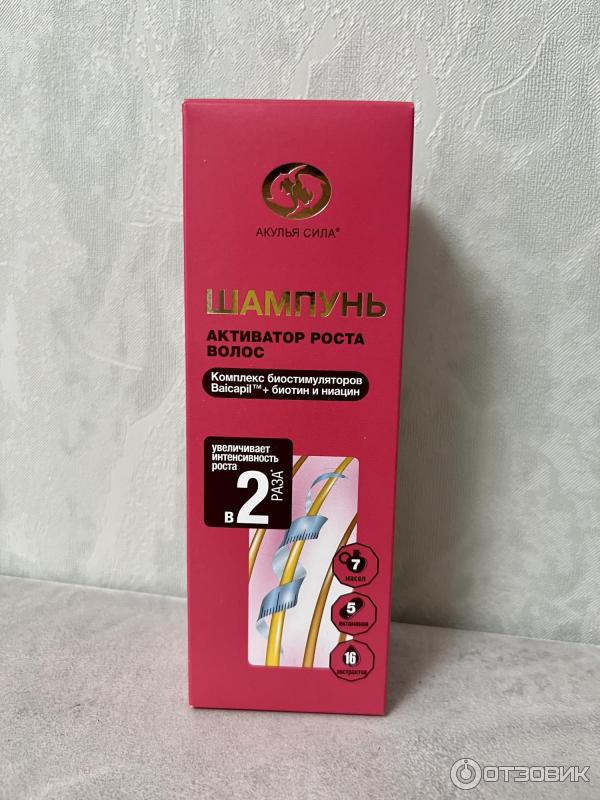 АКУЛЬЯ СИЛА®
ШАМПУНЬ
АКТИВАТОР РОСТА
ВОЛОС
Комплекс биостимуляторов
Baicapil™+ биотин и ниацин
увеличивает
интенсивность
роста
в 2 РАЗА*
7
масел
5
витаминов
16
экстрактов
ОТЗОВИК